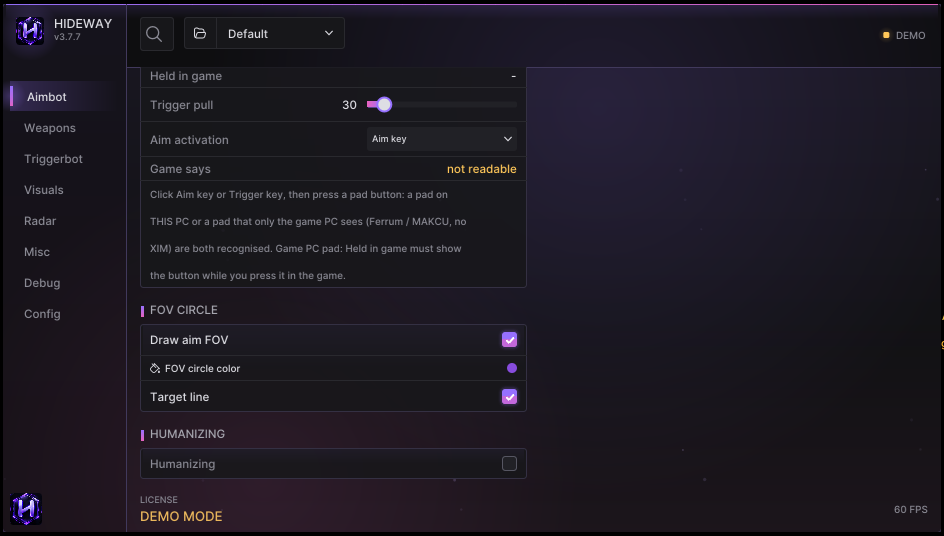 HIDEWAY
v3.7.7
Default
DEMO
Aimbot
Weapons
Triggerbot
Visuals
Radar
Misc
Debug
Config
Held in game -
Trigger pull 30
Aim activation Aim key
Game says not readable
Click Aim key or Trigger key, then press a pad button: a pad on
THIS PC or a pad that only the game PC sees (Ferrum / MAKCU, no
XIM) are both recognised. Game PC pad: Held in game must show
the button while you press it in the game.
FOV CIRCLE
Draw aim FOV
FOV circle color
Target line
HUMANIZING
Humanizing
LICENSE
DEMO MODE
60 FPS